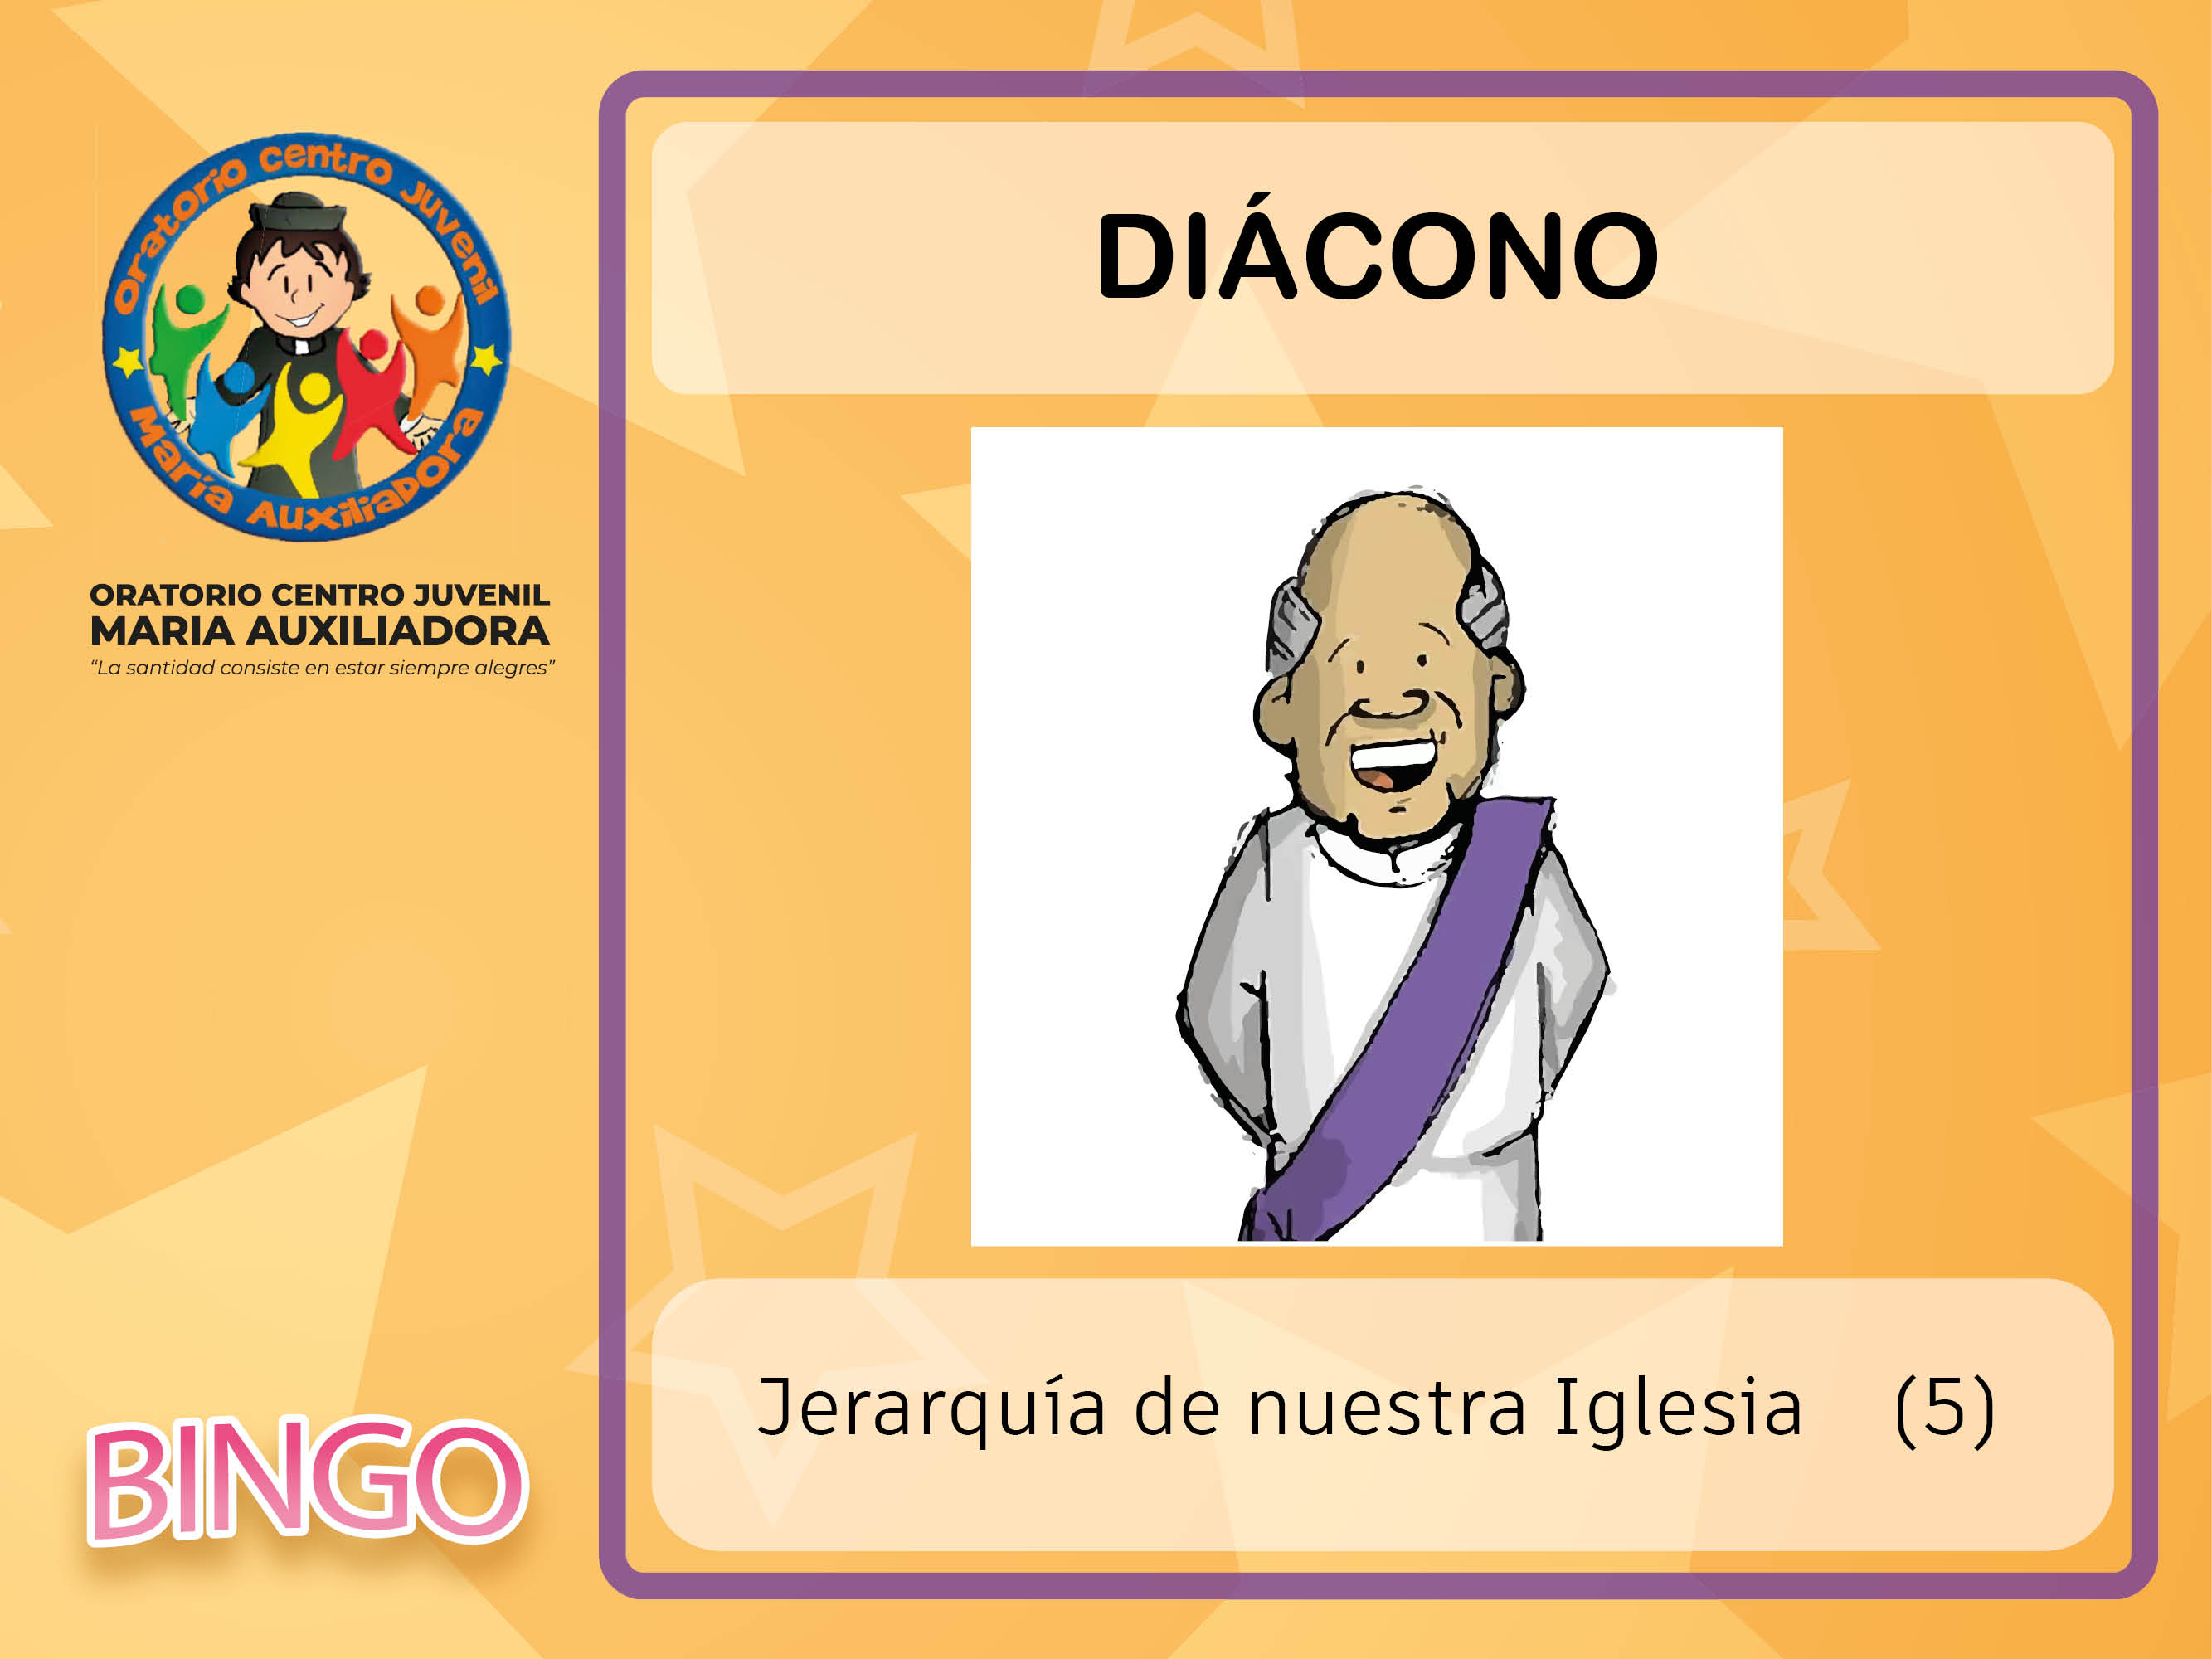 Oratorio Centro Juvenil
María Auxiliadora
ORATORIO CENTRO JUVENIL
MARIA AUXILIADORA
“La santidad consiste en estar siempre alegres”
BINGO
DIÁCONO
Jerarquía de nuestra Iglesia (5)